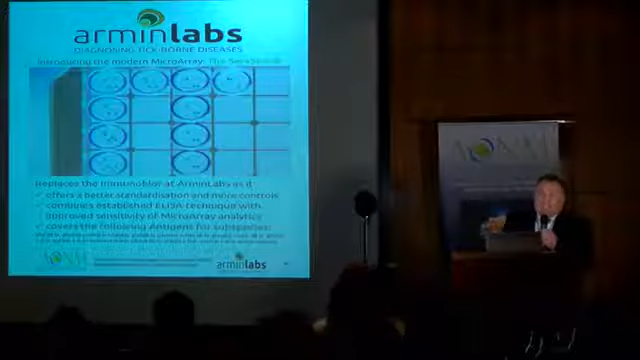 arminlabs
DIAGNOSING TICK-BORNE DISEASES
Introducing the modern MicroArray: The
Replaces the Immunoblot at ArminLabs as it
✓ offers a better standardisation and more controls
✓ combines established ELISA technique with
improved sensitivity of MicroArray analytics
✓ covers the following Antigens for subspecies:
AONM
arminlabs
AONM